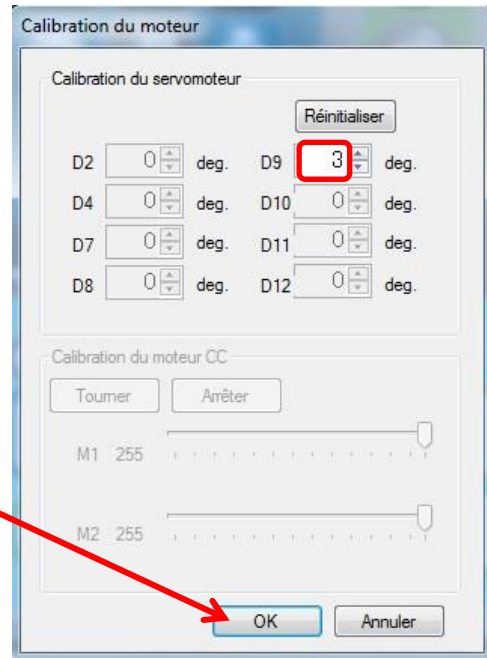 Calibration du moteur
Calibration du servomoteur
Réinitialiser
D2 0 deg. D9 3 deg.
D4 0 deg. D10 0 deg.
D7 0 deg. D11 0 deg.
D8 0 deg. D12 0 deg.
Calibration du moteur CC
Tourner Arrêter
M1 255
M2 255
OK Annuler